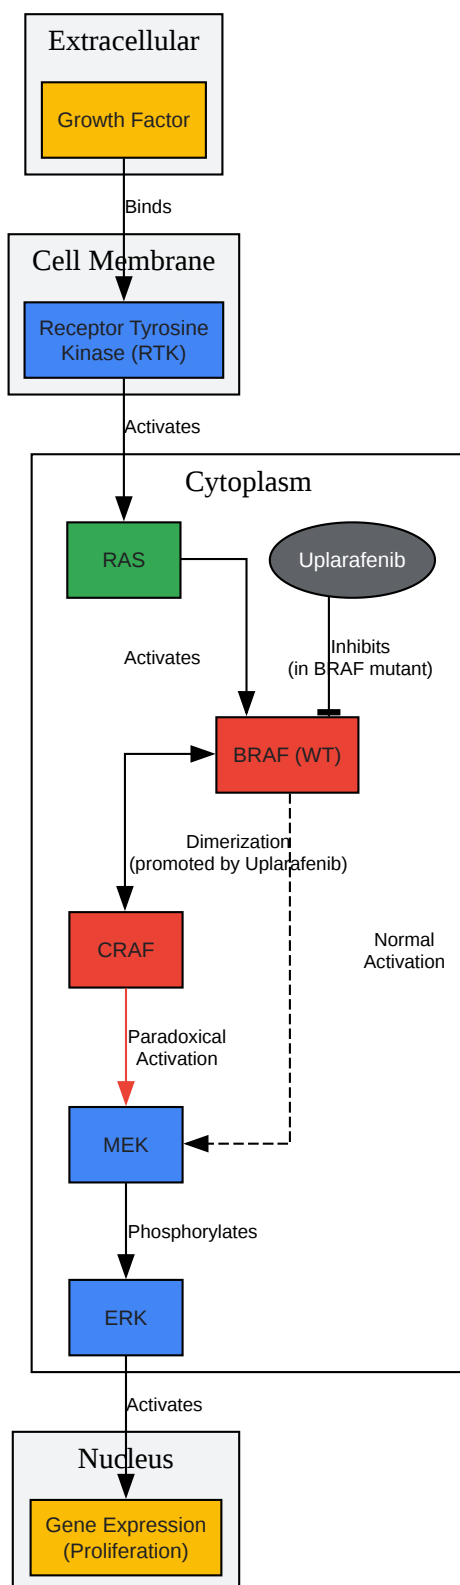 Extracellular
Growth Factor
Binds
Cell Membrane
Receptor Tyrosine
Kinase (RTK)
Activates
Cytoplasm
RAS
Uplarafenib
Activates
Inhibits
(in BRAF mutant)
BRAF (WT)
Dimerization
(promoted by Uplarafenib)
CRAF
Normal
Activation
Paradoxical
Activation
MEK
Phosphorylates
ERK
Activates
Nucleus
Gene Expression
(Proliferation)